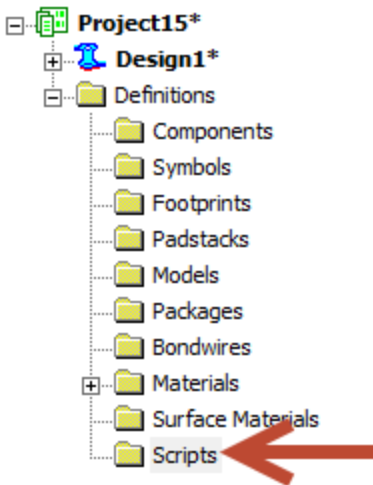 Project15*
Design1*
Definitions
Components
Symbols
Footprints
Padstacks
Models
Packages
Bondwires
Materials
Surface Materials
Scripts